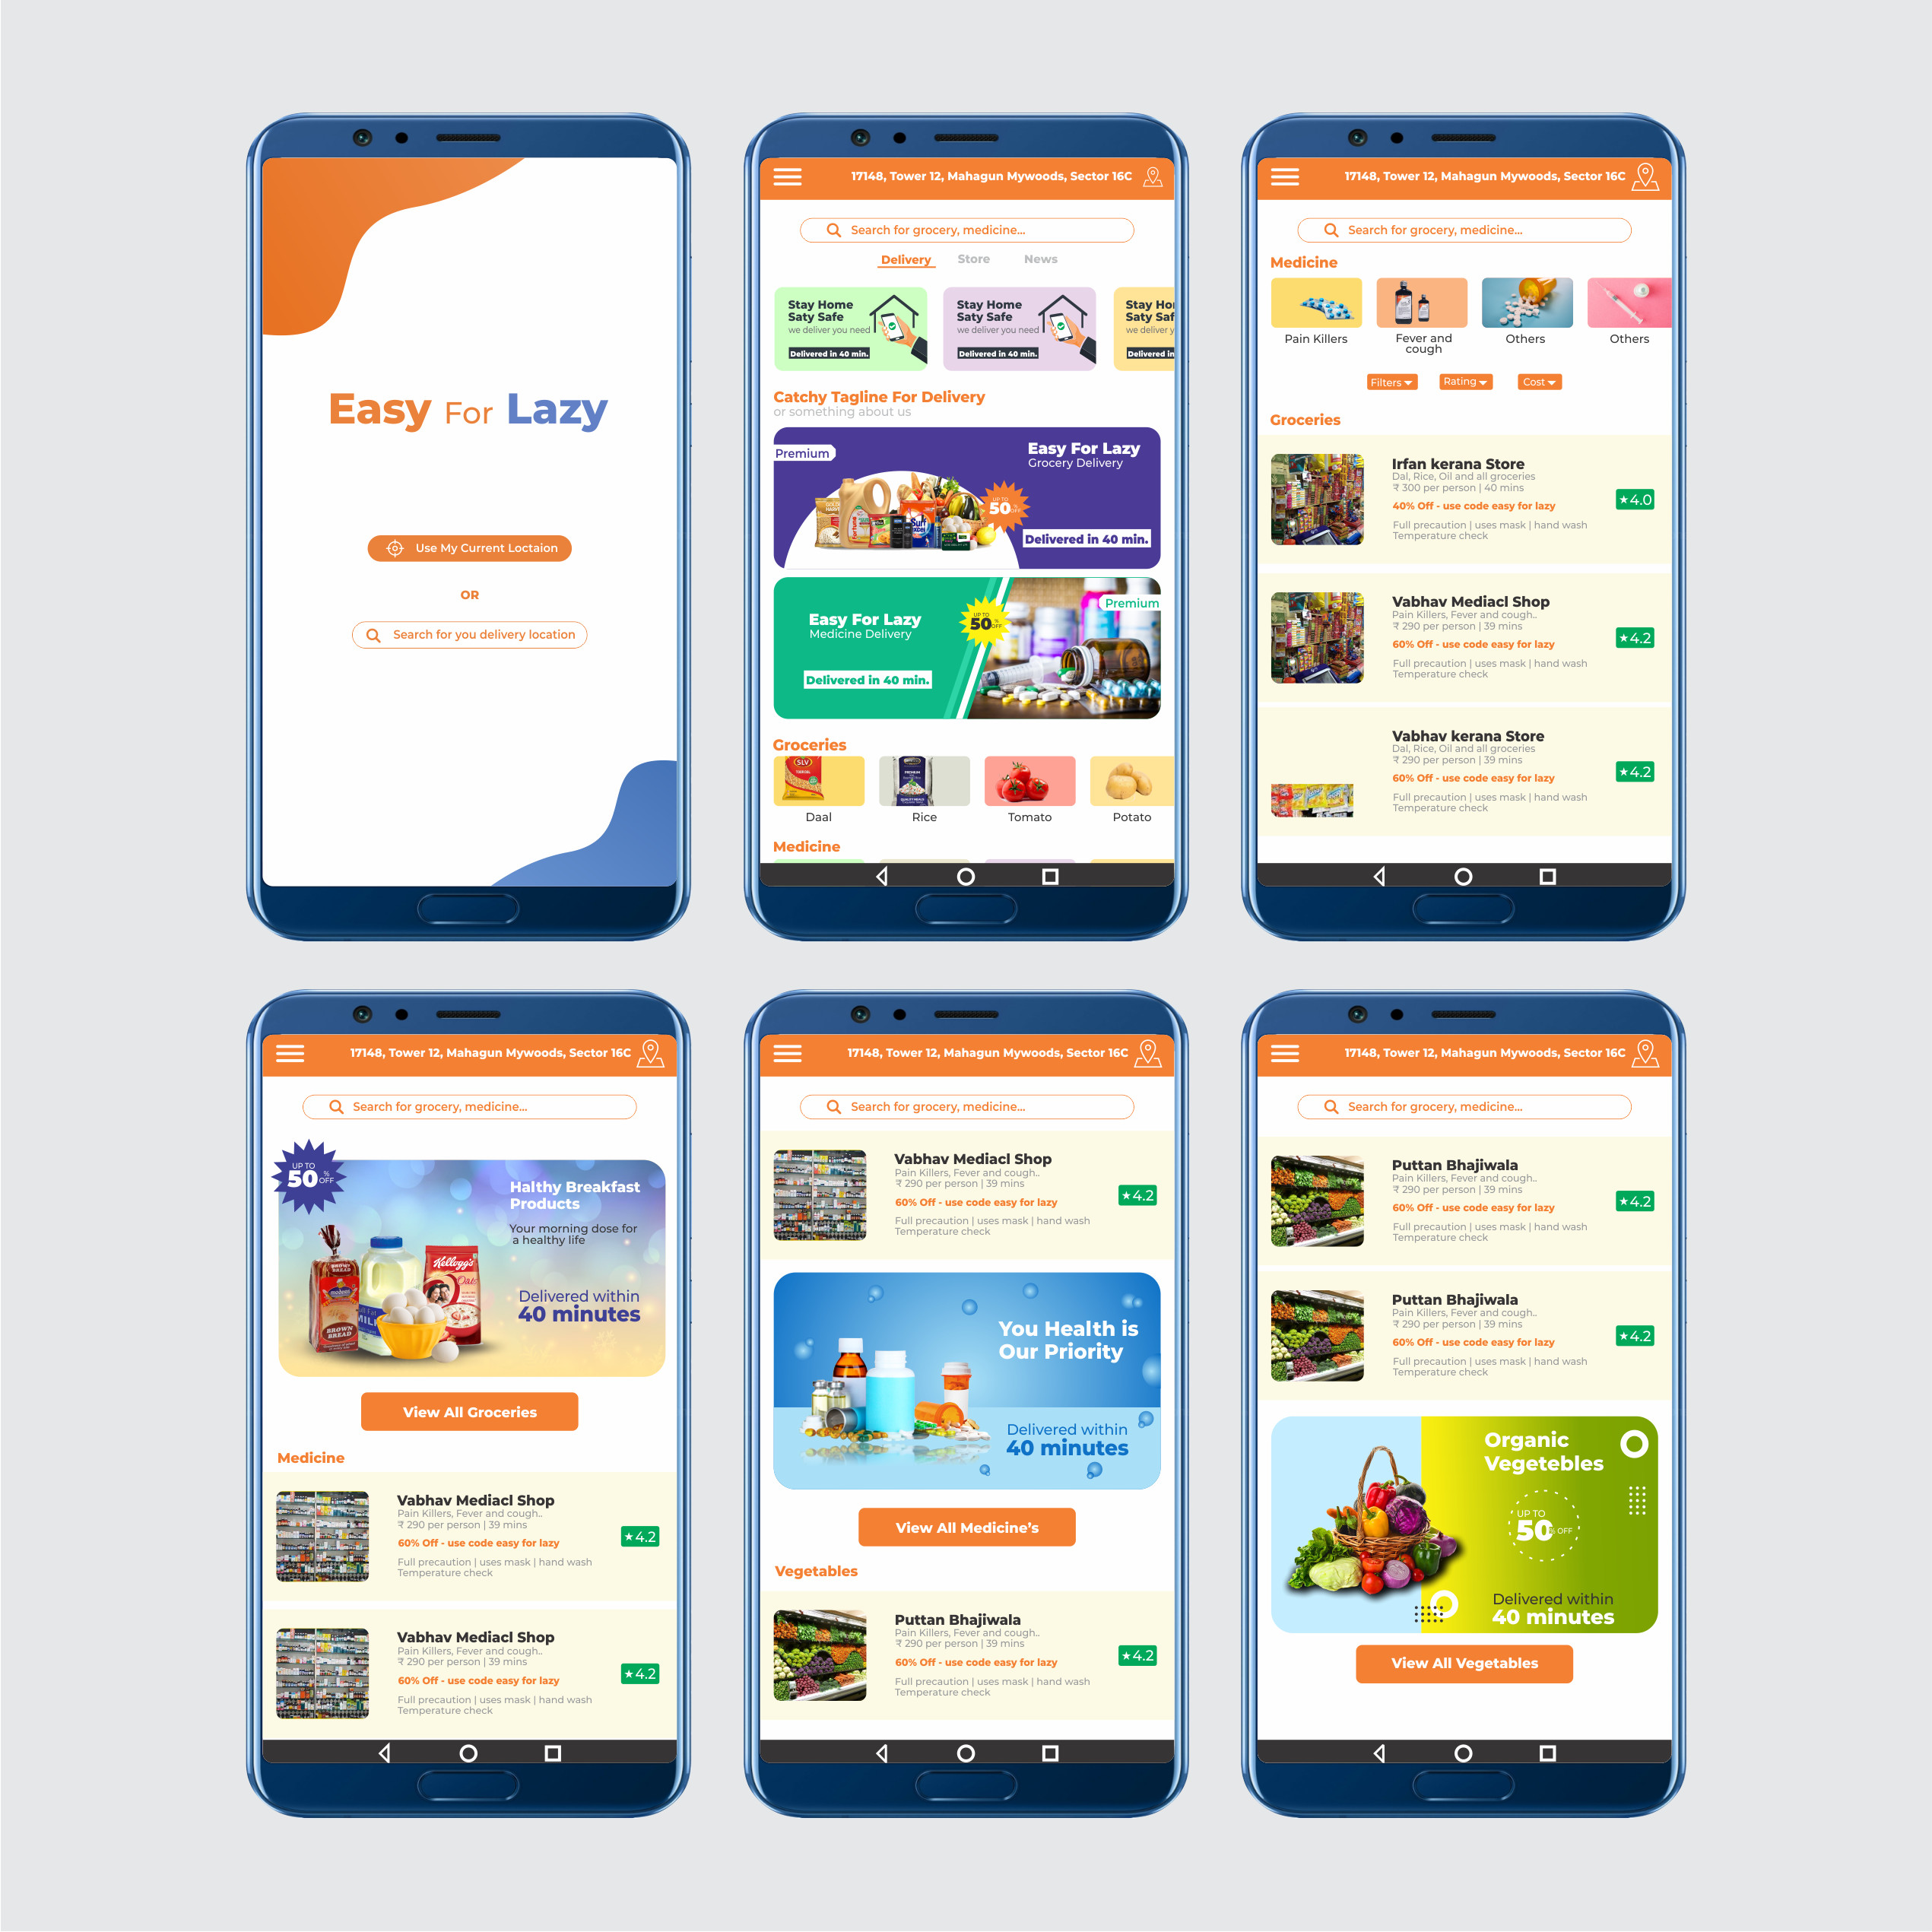 Easy For Lazy
Use My Current Loctaion
OR
Search for you delivery location
17148, Tower 12, Mahagun Mywoods, Sector 16C
Search for grocery, medicine...
Delivery Store News
Stay Home
Saty Safe
we deliver you need
Delivered in 40 min.
Stay Home
Saty Safe
we deliver you need
Delivered in 40 min.
Stay Ho
Saty Saf
we deliver y
Delivered in
Catchy Tagline For Delivery
or something about us
Premium
Easy For Lazy
Grocery Delivery
UP TO
50% OFF
Delivered in 40 min.
Easy For Lazy
Medicine Delivery
UP TO
50% OFF
Premium
Delivered in 40 min.
Groceries
SLV
Daal Rice Tomato Potato
Medicine
17148, Tower 12, Mahagun Mywoods, Sector 16C
Search for grocery, medicine...
Medicine
Pain Killers
Fever and
cough
Others
Others
Filters Rating Cost
Groceries
Irfan kerana Store
Dal, Rice, Oil and all groceries
₹ 300 per person | 40 mins
40% Off - use code easy for lazy
Full precaution | uses mask | hand wash
Temperature check
★4.0
Vabhav Mediacl Shop
Pain Killers, Fever and cough..
₹ 290 per person | 39 mins
60% Off - use code easy for lazy
Full precaution | uses mask | hand wash
Temperature check
★4.2
Vabhav kerana Store
Dal, Rice, Oil and all groceries
₹ 290 per person | 39 mins
60% Off - use code easy for lazy
Full precaution | uses mask | hand wash
Temperature check
★4.2
17148, Tower 12, Mahagun Mywoods, Sector 16C
Search for grocery, medicine...
UP TO
50% OFF
Halthy Breakfast
Products
Your morning dose for
a healthy life
Kellogg's
Oats
BROWN
BREAD
MILK
Delivered within
40 minutes
View All Groceries
Medicine
Vabhav Mediacl Shop
Pain Killers, Fever and cough..
₹ 290 per person | 39 mins
60% Off - use code easy for lazy
Full precaution | uses mask | hand wash
Temperature check
★4.2
Vabhav Mediacl Shop
Pain Killers, Fever and cough..
₹ 290 per person | 39 mins
60% Off - use code easy for lazy
Full precaution | uses mask | hand wash
Temperature check
★4.2
17148, Tower 12, Mahagun Mywoods, Sector 16C
Search for grocery, medicine...
Vabhav Mediacl Shop
Pain Killers, Fever and cough..
₹ 290 per person | 39 mins
60% Off - use code easy for lazy
Full precaution | uses mask | hand wash
Temperature check
★4.2
You Health is
Our Priority
Delivered within
40 minutes
View All Medicine's
Vegetables
Puttan Bhajiwala
Pain Killers, Fever and cough..
₹ 290 per person | 39 mins
60% Off - use code easy for lazy
Full precaution | uses mask | hand wash
Temperature check
★4.2
17148, Tower 12, Mahagun Mywoods, Sector 16C
Search for grocery, medicine...
Puttan Bhajiwala
Pain Killers, Fever and cough..
₹ 290 per person | 39 mins
60% Off - use code easy for lazy
Full precaution | uses mask | hand wash
Temperature check
★4.2
Puttan Bhajiwala
Pain Killers, Fever and cough..
₹ 290 per person | 39 mins
60% Off - use code easy for lazy
Full precaution | uses mask | hand wash
Temperature check
★4.2
Organic
Vegetebles
UP TO
50% OFF
Delivered within
40 minutes
View All Vegetables